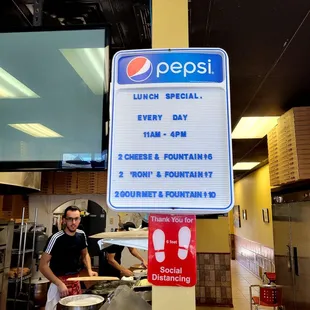 pepsi.
LUNCH SPECIAL.
EVERY DAY
11AM - 4PM
2 CHEESE & FOUNTAIN $6
2 'RONI' & FOUNTAIN $7
2 GOURMET & FOUNTAIN $10
Thank You for
6 feet
Social
Distancing